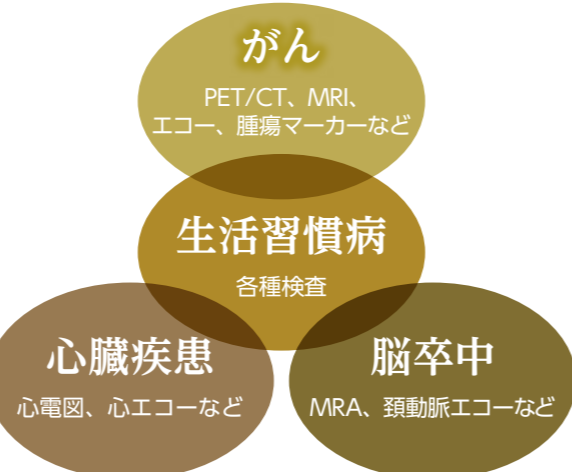 がん
PET/CT、MRI、
エコー、腫瘍マーカーなど
生活習慣病
各種検査
心臓疾患
心電図、心エコーなど
脳卒中
MRA、頚動脈エコーなど